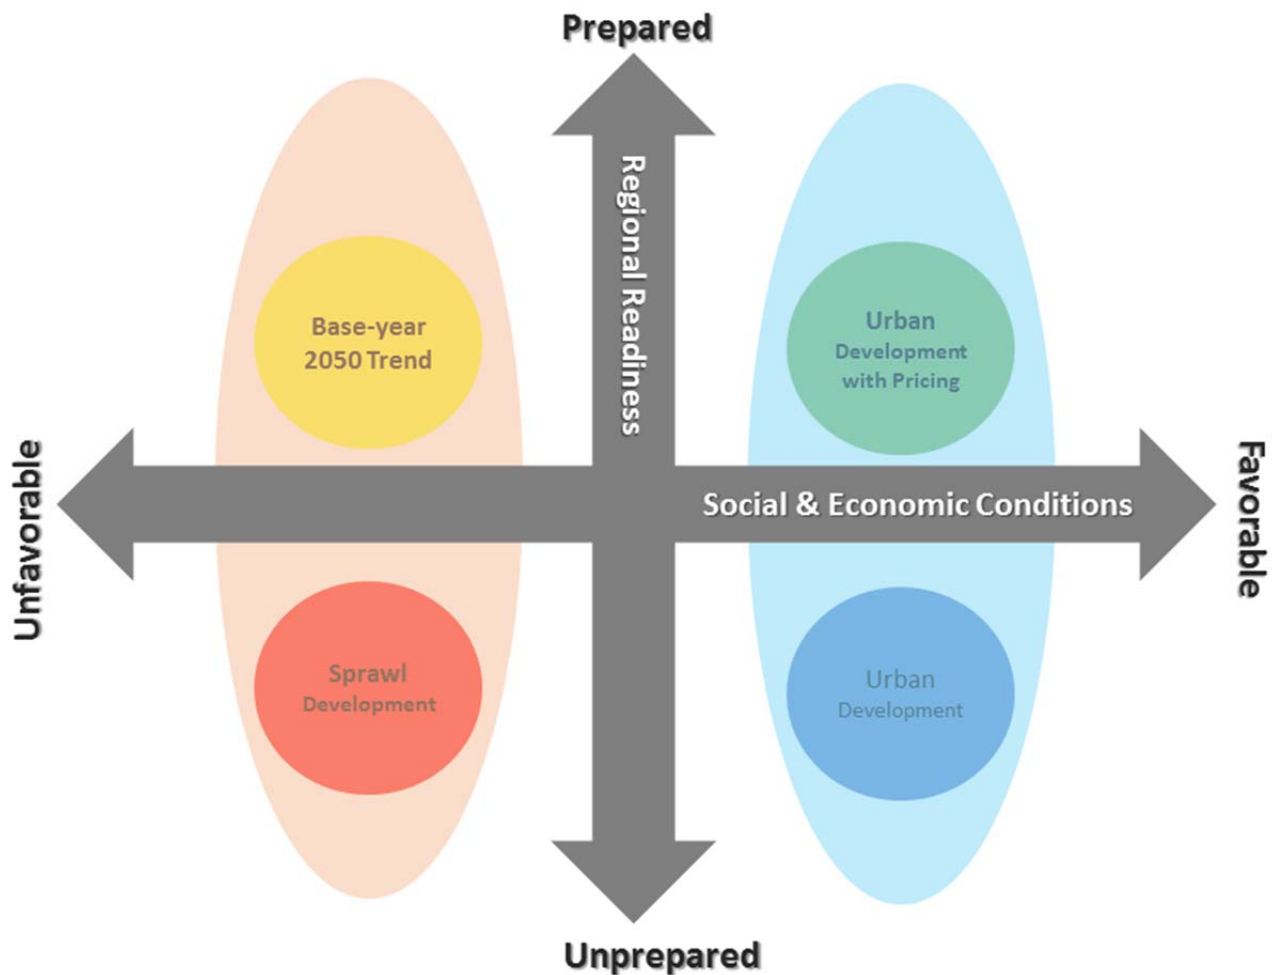 Prepared
Regional Readiness
Base-year
2050 Trend
Urban
Development
with Pricing
Unfavorable
Social & Economic Conditions
Favorable
Sprawl
Development
Urban
Development
Unprepared